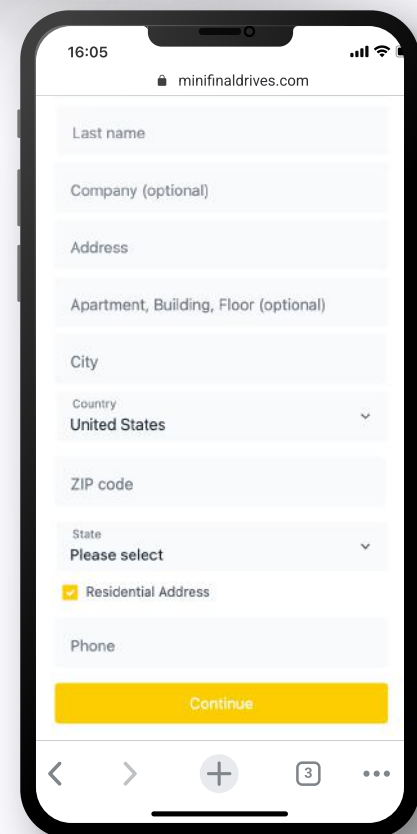 16:05
minifinaldrives.com
Last name
Company (optional)
Address
Apartment, Building, Floor (optional)
City
Country
United States
ZIP code
State
Please select
Residential Address
Phone
Continue
3